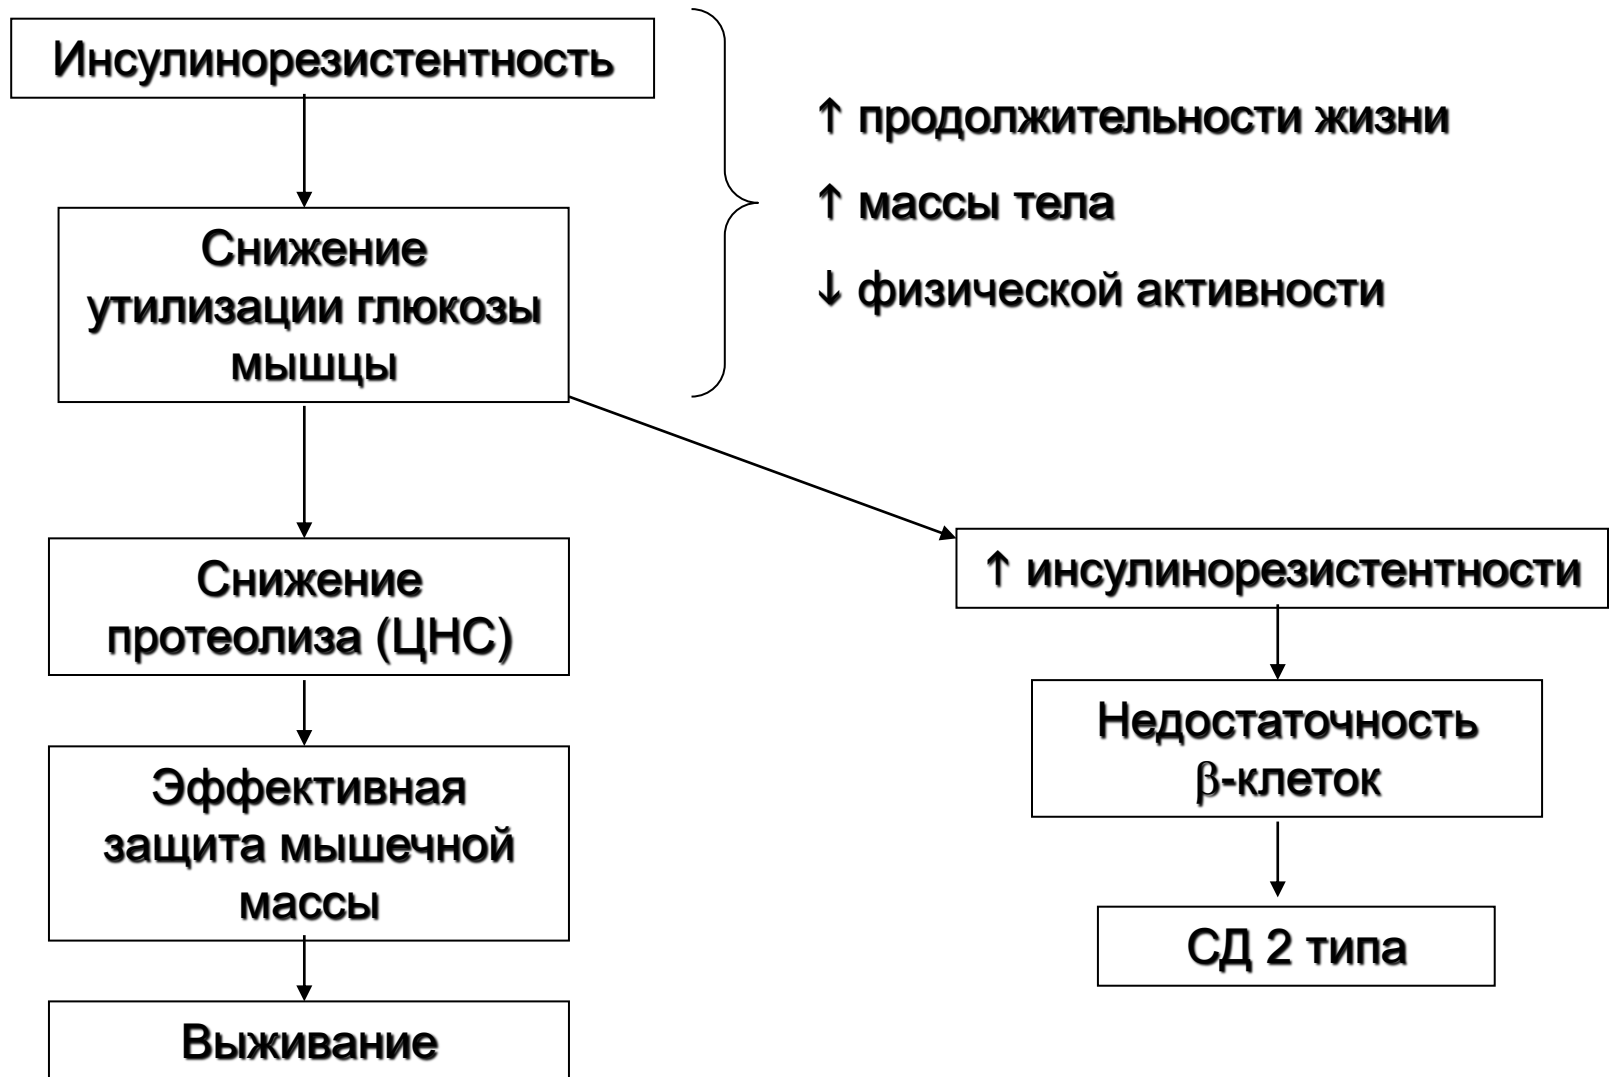 Инсулинорезистентность
Снижение
утилизации глюкозы
мышцы
↑ продолжительности жизни
↑ массы тела
↓ физической активности
Снижение
протеолиза (ЦНС)
Эффективная
защита мышечной
массы
Выживание
↑ инсулинорезистентности
Недостаточность
β-клеток
СД 2 типа